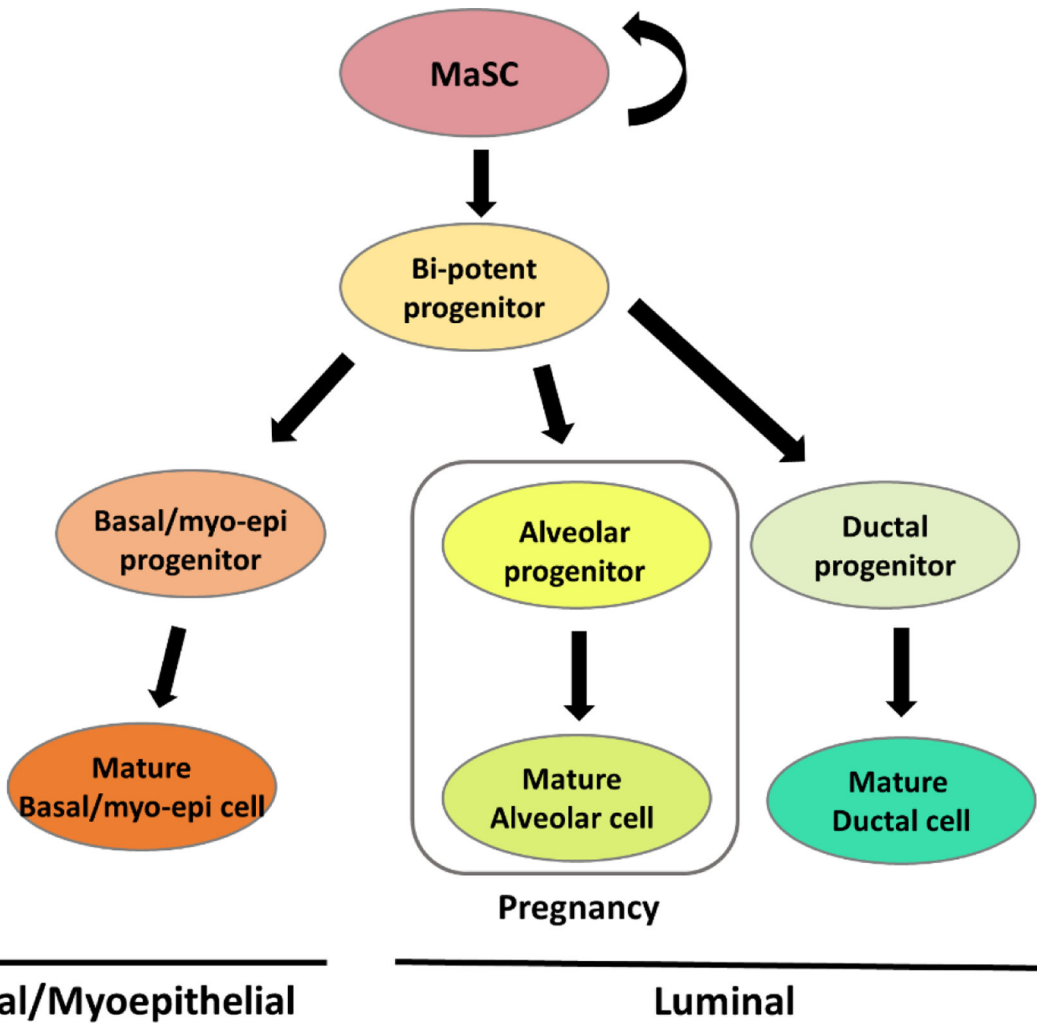 MaSC
Bi-potent
progenitor
Basal/myo-epi
progenitor
Alveolar
progenitor
Ductal
progenitor
Mature
Basal/myo-epi cell
Mature
Alveolar cell
Mature
Ductal cell
Pregnancy
al/Myoepithelial
Luminal